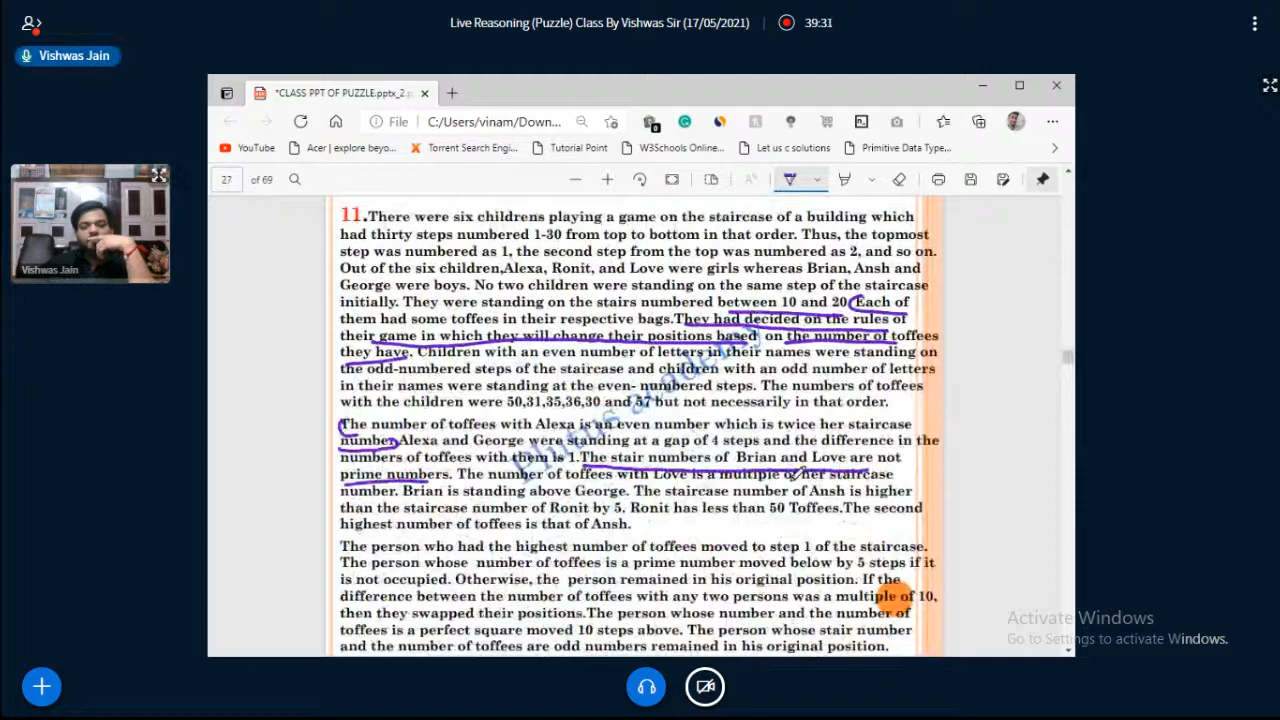 Live Reasoning (Puzzle) Class By Vishwas Sir (17/05/2021)
39:31
Vishwas Jain
*CLASS PPT OF PUZZLE.pptx_2.p
File
C:/Users/vinam/Down...
YouTube
Acer | explore beyo...
Torrent Search Engi...
Tutorial Point
W3Schools Online...
Let us c solutions
Primitive Data Type...
27
of 69
11.There were six childrens playing a game on the staircase of a building which
had thirty steps numbered 1-30 from top to bottom in that order. Thus, the topmost
step was numbered as 1, the second step from the top was numbered as 2, and so on.
Out of the six children,Alexa, Ronit, and Love were girls whereas Brian, Ansh and
George were boys. No two children were standing on the same step of the staircase
initially. They were standing on the stairs numbered between 10 and 20 Each of
them had some toffees in their respective bags.They had decided on the rules of
their game in which they will change their positions based on the number of toffees
they have. Children with an even number of letters in their names were standing on
the odd-numbered steps of the staircase and children with an odd number of letters
in their names were standing at the even- numbered steps. The numbers of toffees
with the children were 50,31,35,36,30 and 57 but not necessarily in that order.
The number of toffees with Alexa is an even number which is twice her staircase
number Alexa and George were standing at a gap of 4 steps and the difference in the
numbers of toffees with them is 1.The stair numbers of Brian and Love are not
prime numbers. The number of toffees with Love is a multiple of her staircase
number. Brian is standing above George. The staircase number of Ansh is higher
than the staircase number of Ronit by 5. Ronit has less than 50 Toffees.The second
highest number of toffees is that of Ansh.
The person who had the highest number of toffees moved to step 1 of the staircase.
The person whose number of toffees is a prime number moved below by 5 steps if it
is not occupied. Otherwise, the person remained in his original position. If the
difference between the number of toffees with any two persons was a multiple of 10,
then they swapped their positions.The person whose number and the number of
toffees is a perfect square moved 10 steps above. The person whose stair number
and the number of toffees are odd numbers remained in his original position.
Plutus academy
Vishwas Jain
Activate Windows
Go to Settings to activate Windows.